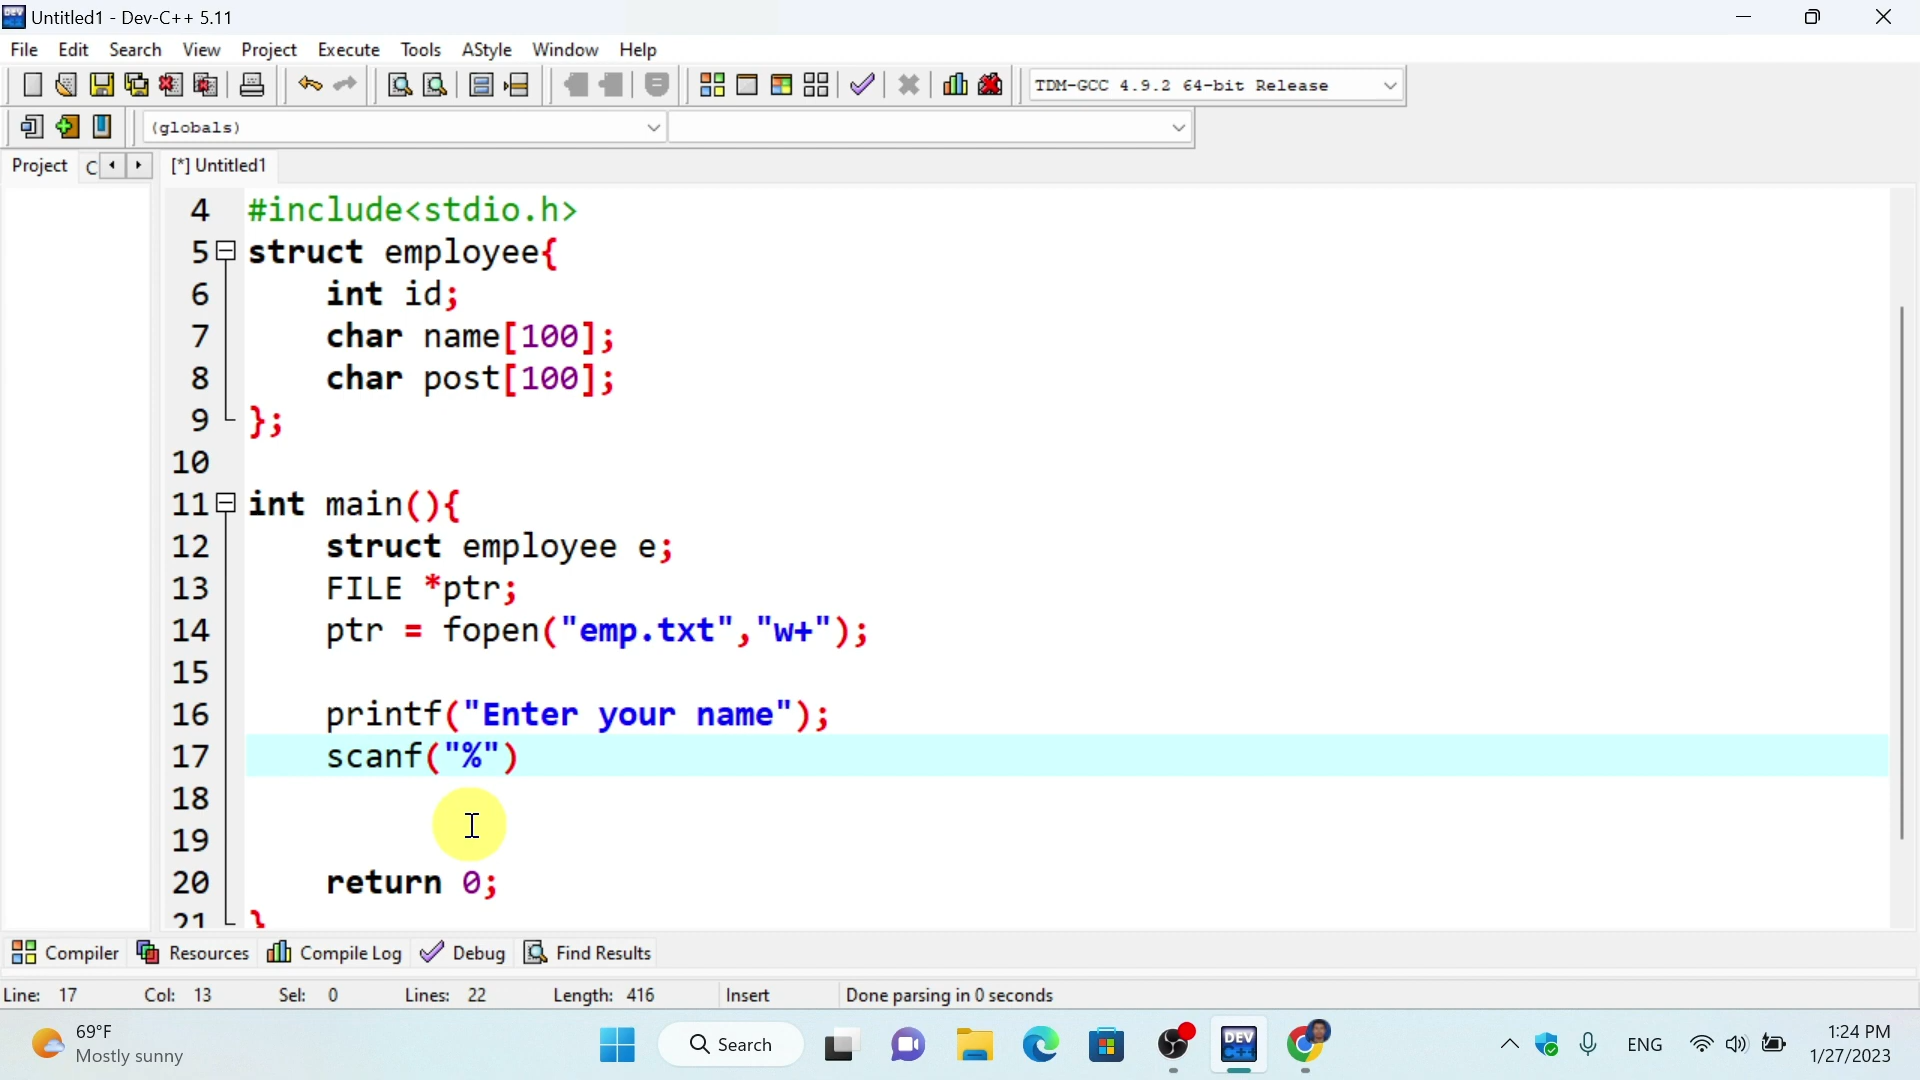 Untitled1 - Dev-C++ 5.11
File Edit Search View Project Execute Tools AStyle Window Help
TDM-GCC 4.9.2 64-bit Release
(globals)
Project C [*] Untitled1
4 #include<stdio.h>
5 struct employee{
6 int id;
7 char name[100];
8 char post[100];
9 };
10
11 int main(){
12 struct employee e;
13 FILE *ptr;
14 ptr = fopen("emp.txt","w+");
15
16 printf("Enter your name");
17 scanf("%")
18
19
20 return 0;
21 }
Compiler Resources Compile Log Debug Find Results
Line: 17 Col: 13 Sel: 0 Lines: 22 Length: 416 Insert Done parsing in 0 seconds
69°F
Mostly sunny
Search
DEV
C++
ENG
1:24 PM
1/27/2023